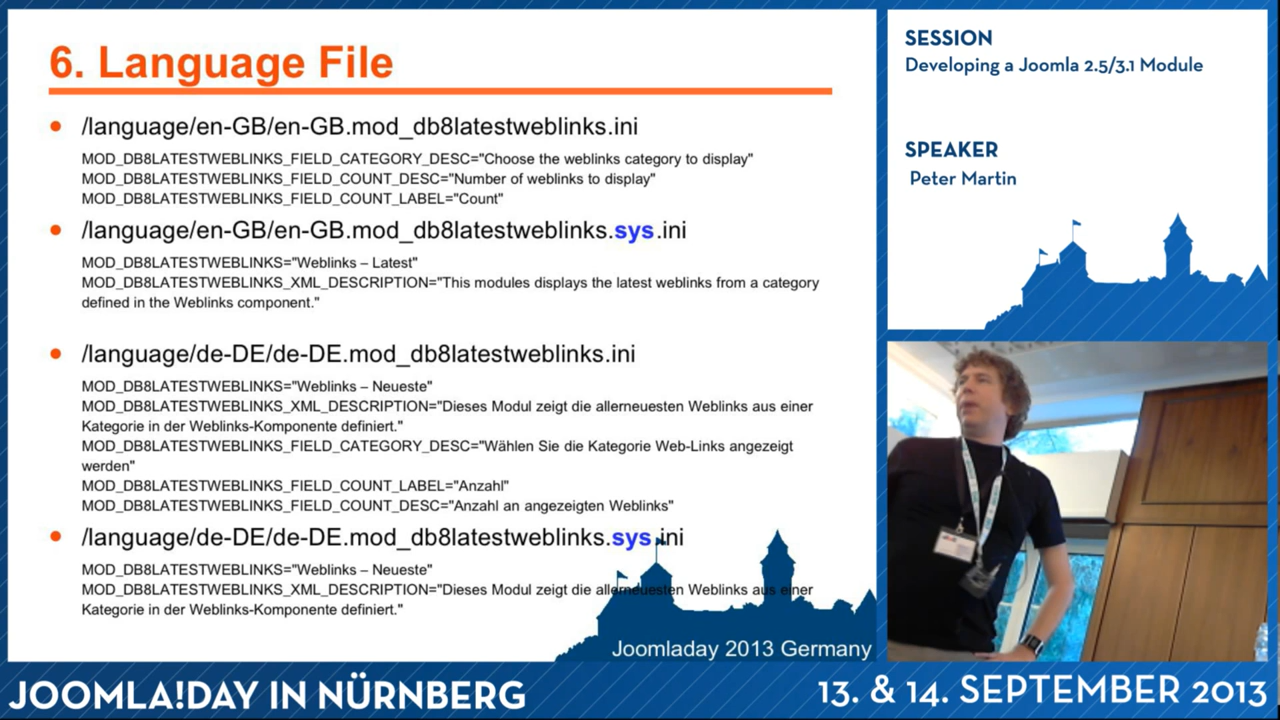 6. Language File
/language/en-GB/en-GB.mod_db8latestweblinks.ini
MOD_DB8LATESTWEBLINKS_FIELD_CATEGORY_DESC="Choose the weblinks category to display"
MOD_DB8LATESTWEBLINKS_FIELD_COUNT_DESC="Number of weblinks to display"
MOD_DB8LATESTWEBLINKS_FIELD_COUNT_LABEL="Count"
/language/en-GB/en-GB.mod_db8latestweblinks.sys.ini
MOD_DB8LATESTWEBLINKS="Weblinks – Latest"
MOD_DB8LATESTWEBLINKS_XML_DESCRIPTION="This modules displays the latest weblinks from a category
defined in the Weblinks component."
/language/de-DE/de-DE.mod_db8latestweblinks.ini
MOD_DB8LATESTWEBLINKS="Weblinks – Neueste"
MOD_DB8LATESTWEBLINKS_XML_DESCRIPTION="Dieses Modul zeigt die allerneuesten Weblinks aus einer
Kategorie in der Weblinks-Komponente definiert."
MOD_DB8LATESTWEBLINKS_FIELD_CATEGORY_DESC="Wählen Sie die Kategorie Web-Links angezeigt
werden"
MOD_DB8LATESTWEBLINKS_FIELD_COUNT_LABEL="Anzahl"
MOD_DB8LATESTWEBLINKS_FIELD_COUNT_DESC="Anzahl an angezeigten Weblinks"
/language/de-DE/de-DE.mod_db8latestweblinks.sys.ini
MOD_DB8LATESTWEBLINKS="Weblinks – Neueste"
MOD_DB8LATESTWEBLINKS_XML_DESCRIPTION="Dieses Modul zeigt die allerneuesten Weblinks aus einer
Kategorie in der Weblinks-Komponente definiert."
Joomladay 2013 Germany
SESSION
Developing a Joomla 2.5/3.1 Module
SPEAKER
Peter Martin
JOOMLA!DAY IN NÜRNBERG
13. & 14. SEPTEMBER 2013